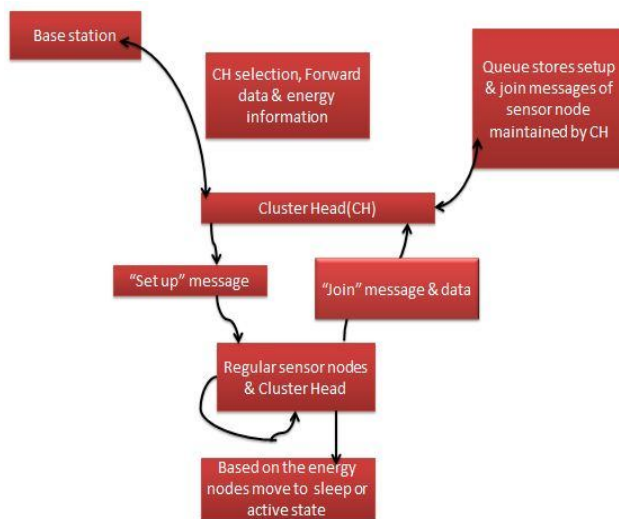 Base station
CH selection, Forward
data & energy
information
Queue stores setup
& join messages of
sensor node
maintained by CH
Cluster Head(CH)
"Set up" message
"Join" message & data
Regular sensor nodes
& Cluster Head
Based on the energy
nodes move to sleep or
active state